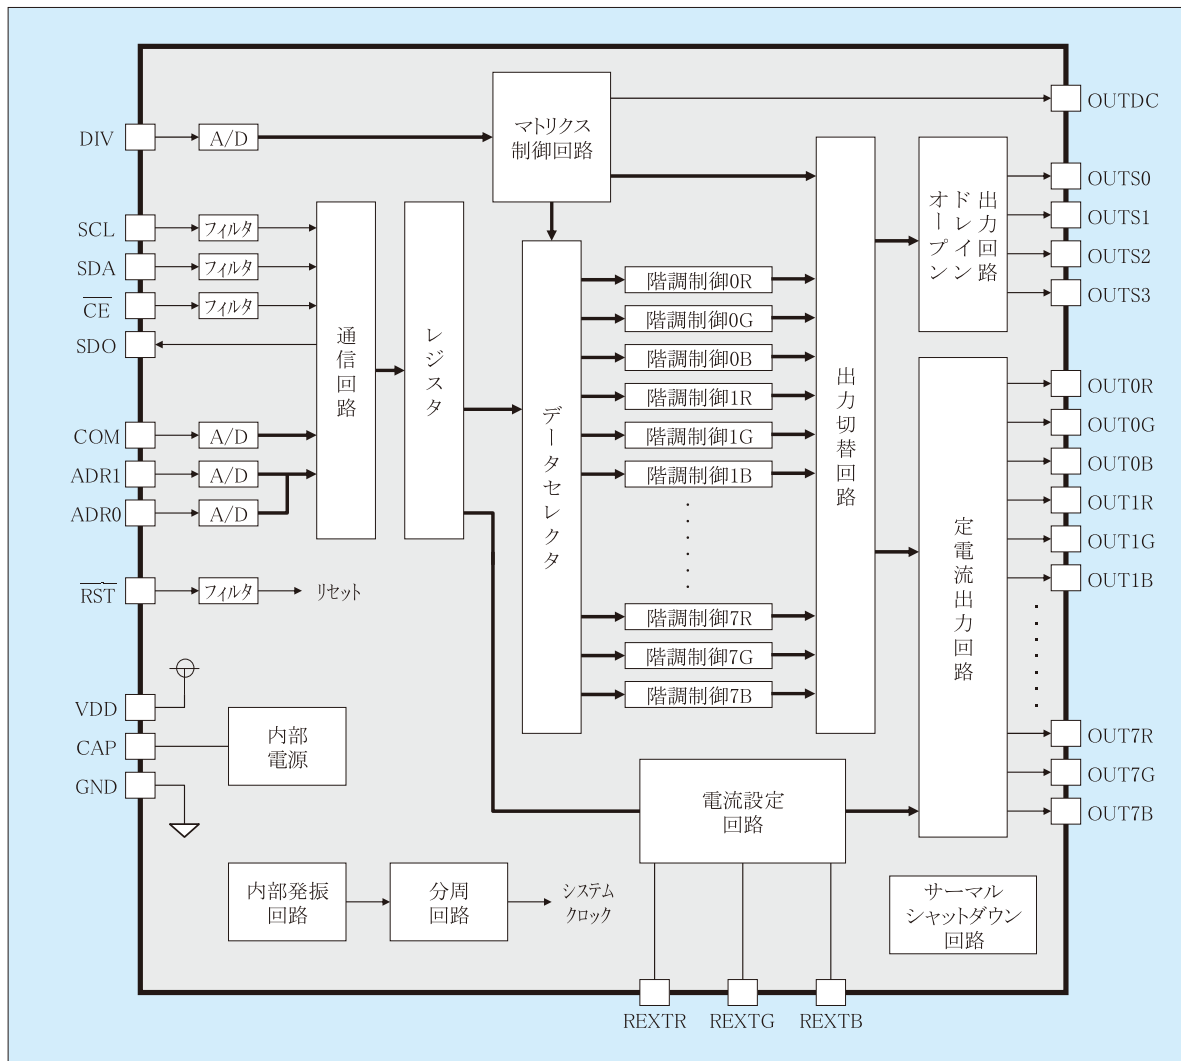 DIV
A/D
マトリクス
制御回路
OUTDC
SCL
フィルタ
SDA
フィルタ
C̅E̅
フィルタ
SDO
COM
A/D
ADR1
A/D
ADR0
A/D
通信回路
レジスタ
データセレクタ
階調制御0R
階調制御0G
階調制御0B
階調制御1R
階調制御1G
階調制御1B
階調制御7R
階調制御7G
階調制御7B
出力切替回路
オープン
ドレイン
出力回路
OUTS0
OUTS1
OUTS2
OUTS3
定電流出力回路
OUT0R
OUT0G
OUT0B
OUT1R
OUT1G
OUT1B
OUT7R
OUT7G
OUT7B
R̅S̅T̅
フィルタ
リセット
VDD
CAP
GND
内部
電源
電流設定
回路
内部発振
回路
分周
回路
システム
クロック
サーマル
シャットダウン
回路
REXTR
REXTG
REXTB